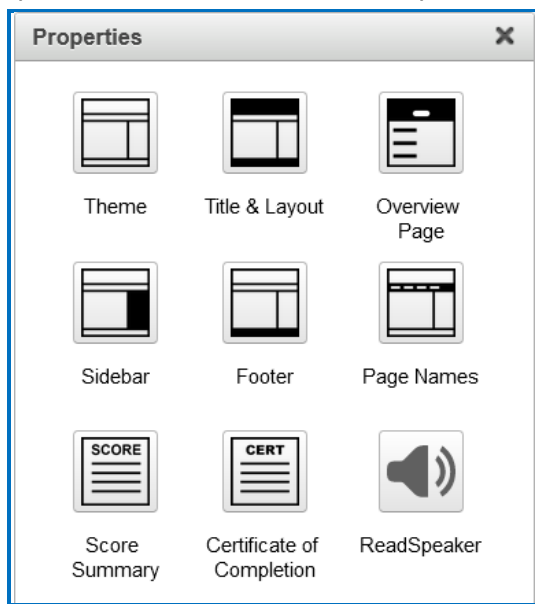 Properties
Theme
Title & Layout
Overview
Page
Sidebar
Footer
Page Names
SCORE
CERT
Score
Summary
Certificate of
Completion
ReadSpeaker